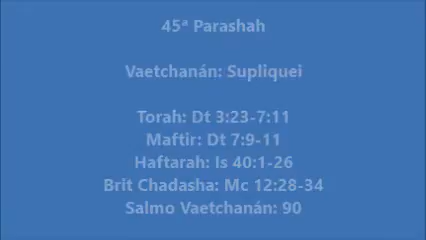 45ª Parashah
Vaetchanán: Supliquei
Torah: Dt 3:23-7:11
Maftir: Dt 7:9-11
Haftarah: Is 40:1-26
Brit Chadasha: Mc 12:28-34
Salmo Vaetchanán: 90